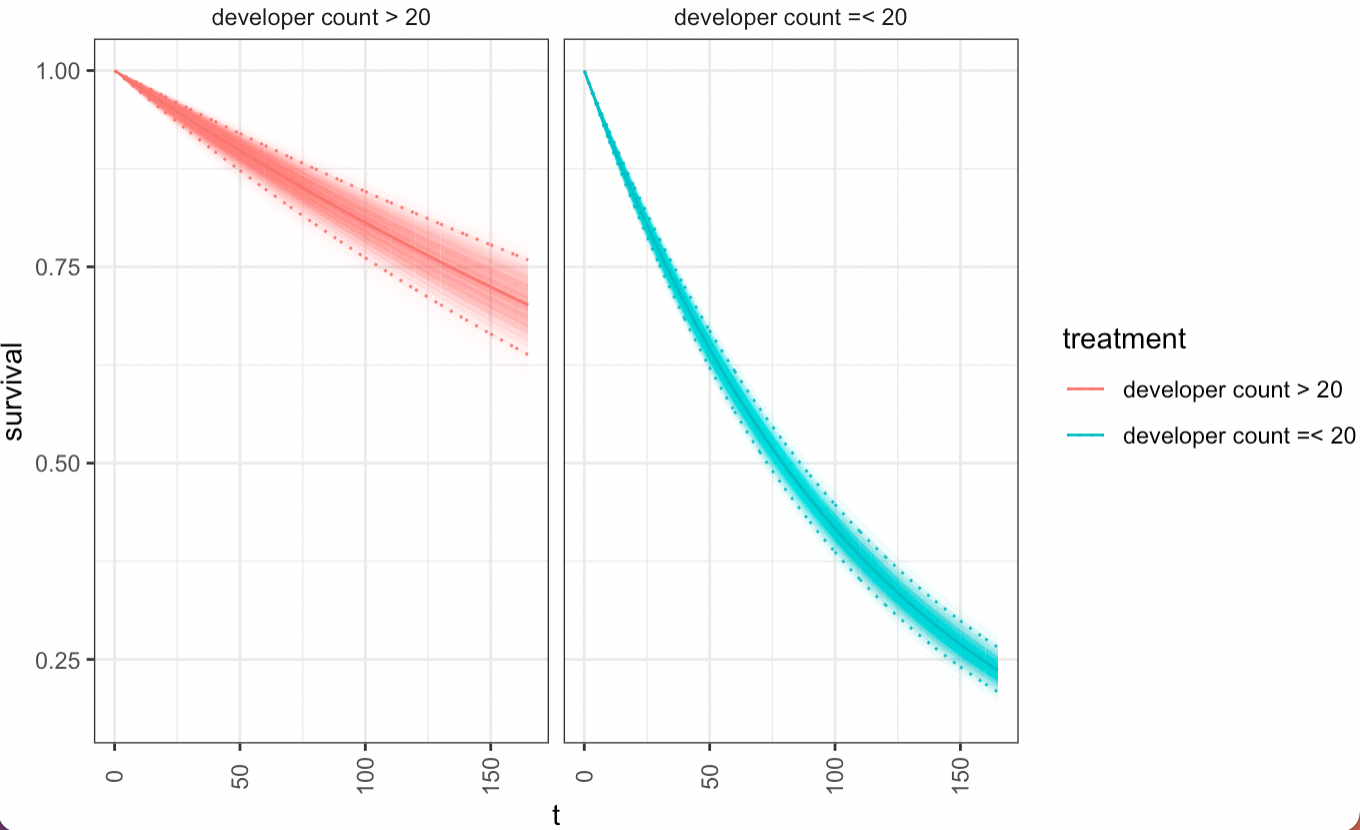 developer count > 20
developer count =< 20
survival
1.00
0.75
0.50
0.25
0
50
100
150
0
50
100
150
t
treatment
developer count > 20
developer count =< 20